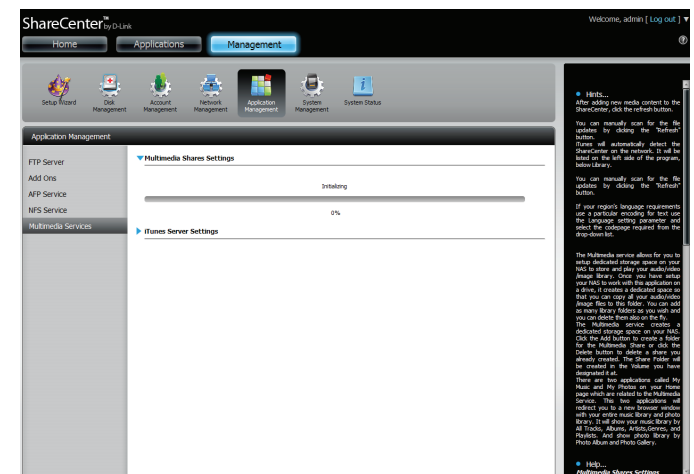 ShareCenter™ by D-Link
Welcome, admin [ Log out ] ▼
Home
Applications
Management
Setup Wizard
Disk
Management
Account
Management
Network
Management
Application
Management
System
Management
System Status
Application Management
FTP Server
Add Ons
AFP Service
NFS Service
Multimedia Services
Multimedia Shares Settings
Initializing
0%
iTunes Server Settings
Hints...
After adding new media content to the
ShareCenter, click the refresh button.
You can manually scan for the file
updates by clicking the "Refresh"
button.
iTunes will automatically detect the
ShareCenter on the network. It will be
listed on the left side of the program,
below Library.
You can manually scan for the file
updates by clicking the "Refresh"
button.
If your region's language requirements
use a particular encoding for text use
the Language setting parameter and
select the codepage required from the
drop-down list.
The Multimedia service allows for you to
setup dedicated storage space on your
NAS to store and play your audio/video
/image library. Once you have setup
your NAS to work with this application on
a drive, it creates a dedicated space so
that you can copy all your audio/video
/image files to this folder. You can add
as many library folders as you wish and
you can delete them also on the fly.
The Multimedia service creates a
dedicated storage space on your NAS.
Click the Add button to create a folder
for the Multimedia Share or click the
Delete button to delete a share you
already created. The Share Folder will
be created in the Volume you have
designated it at.
There are two applications called My
Music and My Photos on your Home
page which are related to the Multimedia
Service. This two applications will
redirect you to a new browser window
with your entire music library and photo
library. It will show your music library by
All Tracks, Albums, Artists,Genres, and
Playlists. And show photo library by
Photo Album and Photo Gallery.
Help...
Multimedia Shares Settings